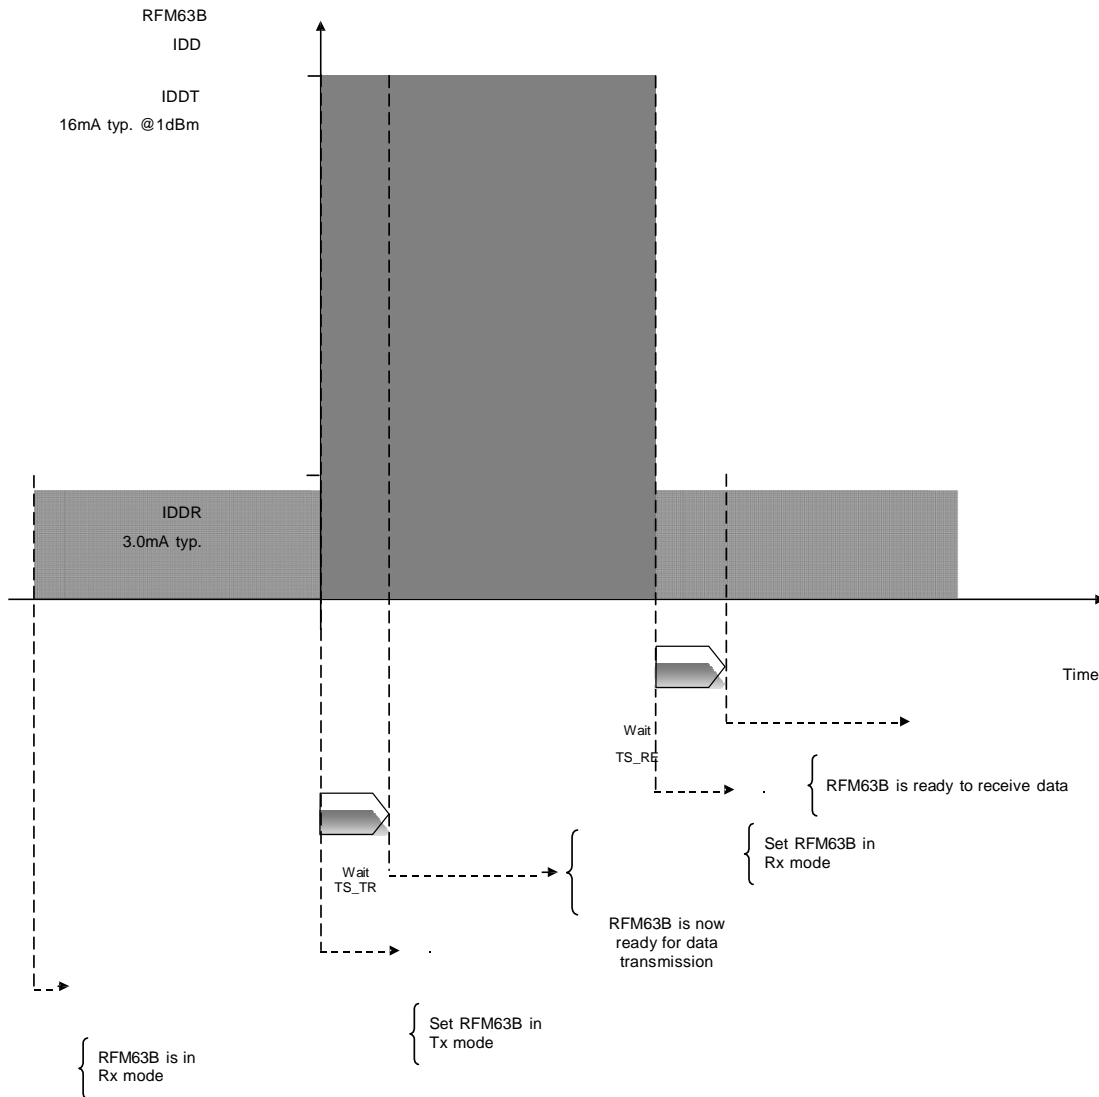 RFM63B
IDD
IDDT
16mA typ. @1dBm
IDDR
3.0mA typ.
Time
Wait
TS_RE
RFM63B is ready to receive data
Set RFM63B in
Rx mode
Wait
TS_TR
RFM63B is now
ready for data
transmission
Set RFM63B in
Tx mode
RFM63B is in
Rx mode